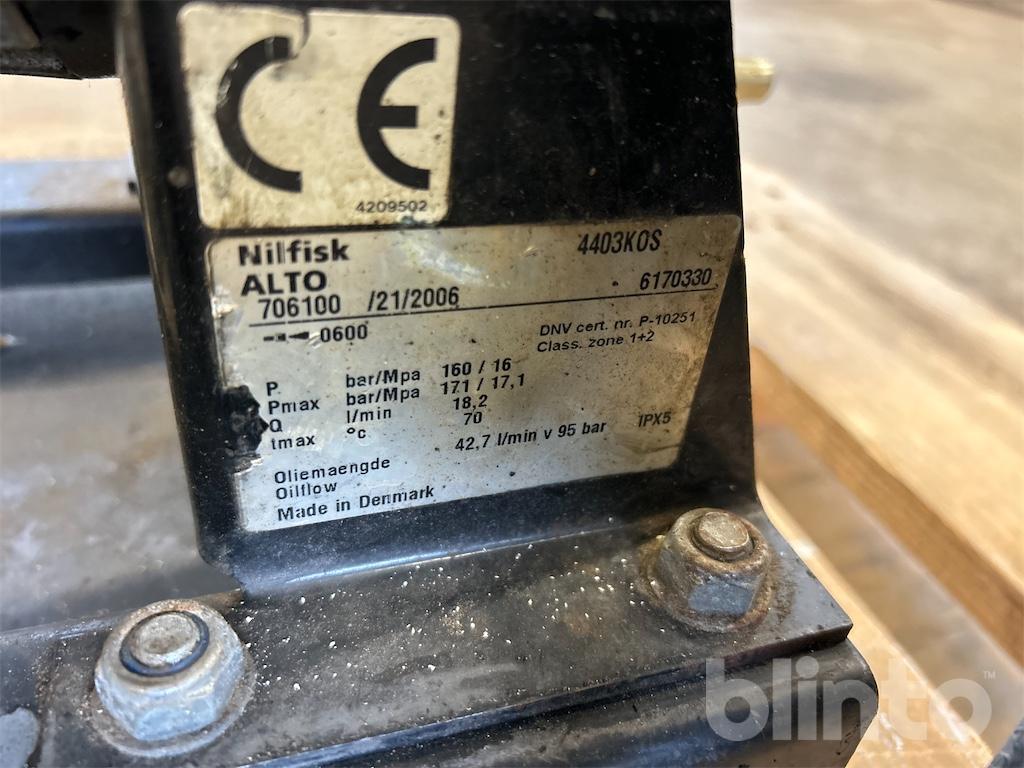 CE
4209502
Nilfisk 4403KOS
ALTO
706100 /21/2006 6170330
0600 DNV cert. nr. P-10251
Class. zone 1+2
P bar/Mpa 160 / 16
Pmax bar/Mpa 171 / 17,1
Q l/min 18,2
tmax °c 70
42,7 l/min v 95 bar IPX5
Oliemaengde
Oilflow
Made in Denmark
blinto™